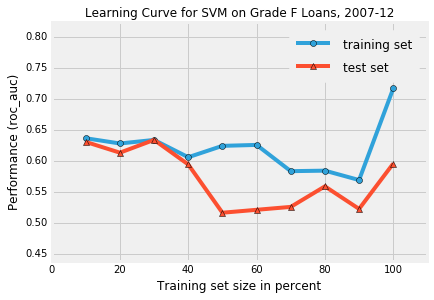 Learning Curve for SVM on Grade F Loans, 2007-12
Performance (roc_auc)
0.80
0.75
0.70
0.65
0.60
0.55
0.50
0.45
training set
test set
0
20
40
60
80
100
Training set size in percent